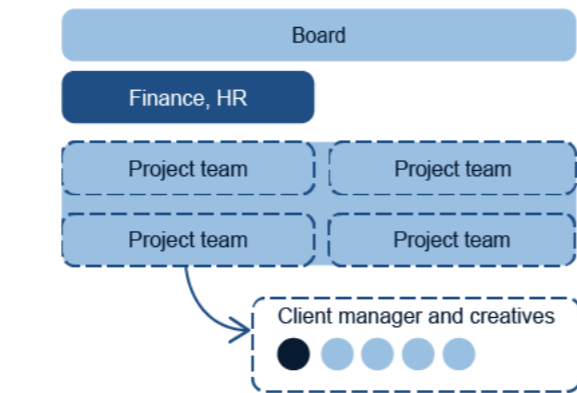 Board
Finance, HR
Project team
Project team
Project team
Project team
Client manager and creatives